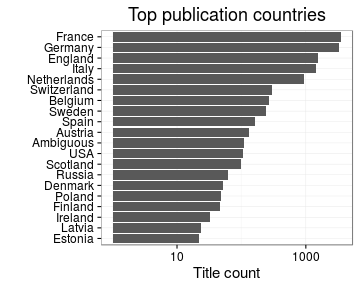 Top publication countries
France
Germany
England
Italy
Netherlands
Switzerland
Belgium
Sweden
Spain
Austria
Ambiguous
USA
Scotland
Russia
Denmark
Poland
Finland
Ireland
Latvia
Estonia
10 1000
Title count